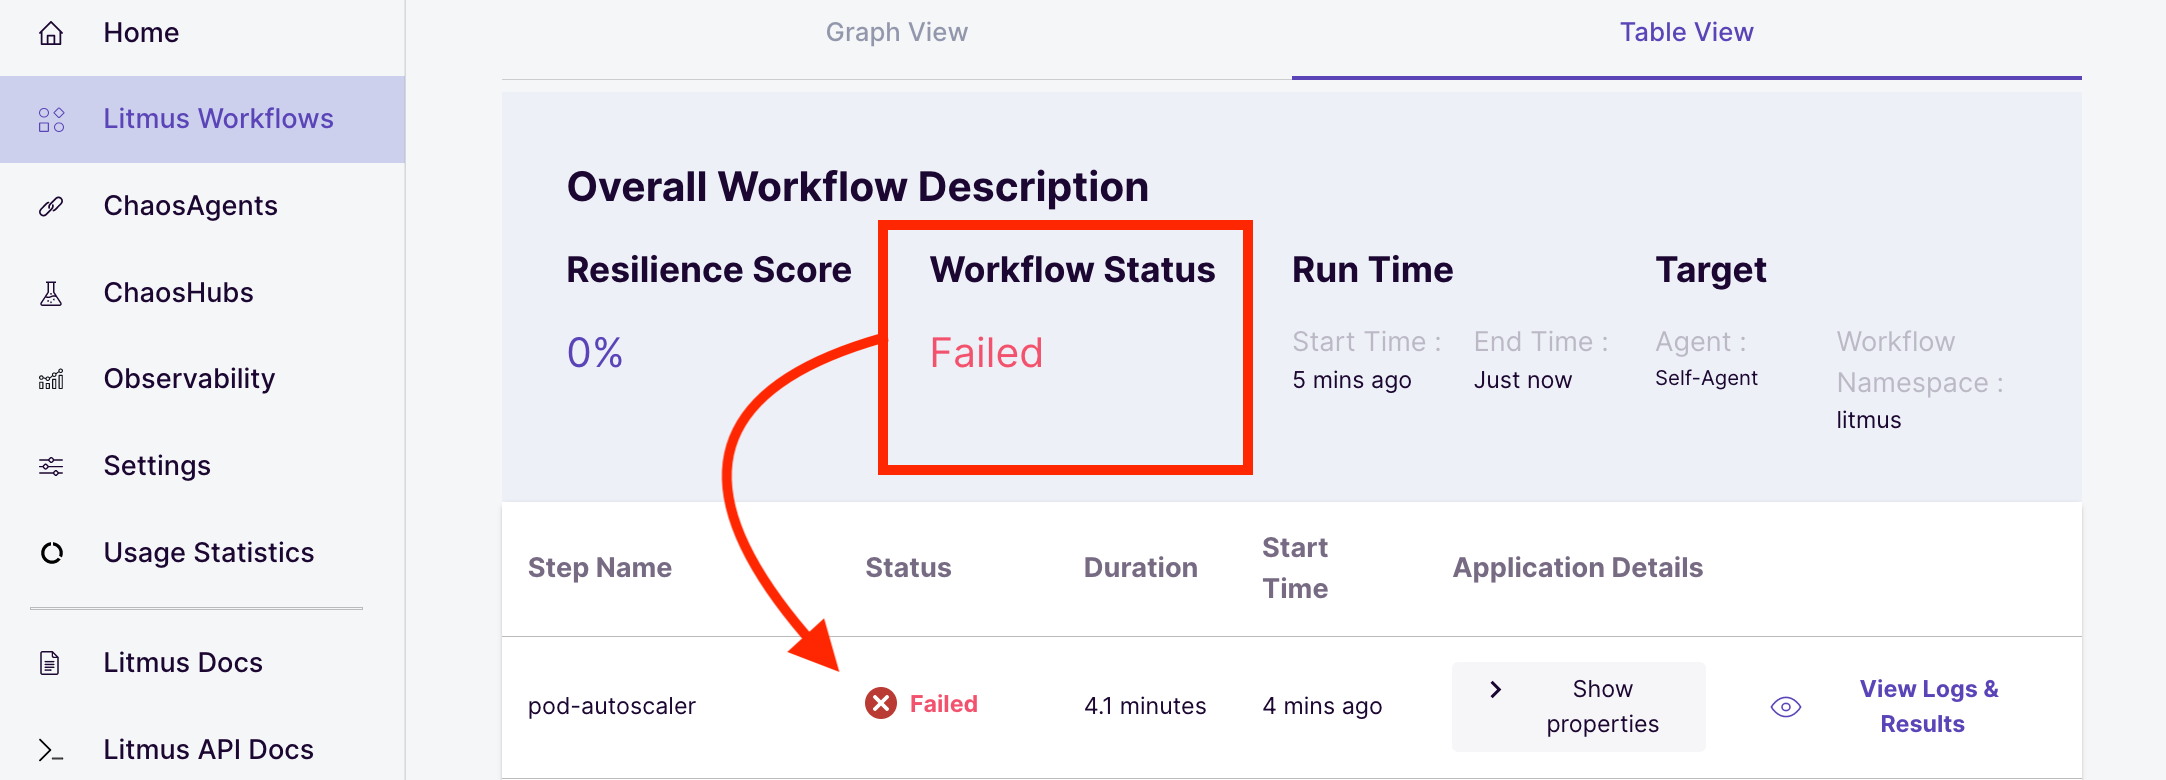 Home
Litmus Workflows
ChaosAgents
ChaosHubs
Observability
Settings
Usage Statistics
Litmus Docs
Litmus API Docs
Graph View
Table View
Overall Workflow Description
Resilience Score
0%
Workflow Status
Failed
Run Time
Start Time :
5 mins ago
End Time :
Just now
Target
Agent :
Self-Agent
Workflow
Namespace :
litmus
Step Name
Status
Duration
Start
Time
Application Details
pod-autoscaler
Failed
4.1 minutes
4 mins ago
Show
properties
View Logs &
Results